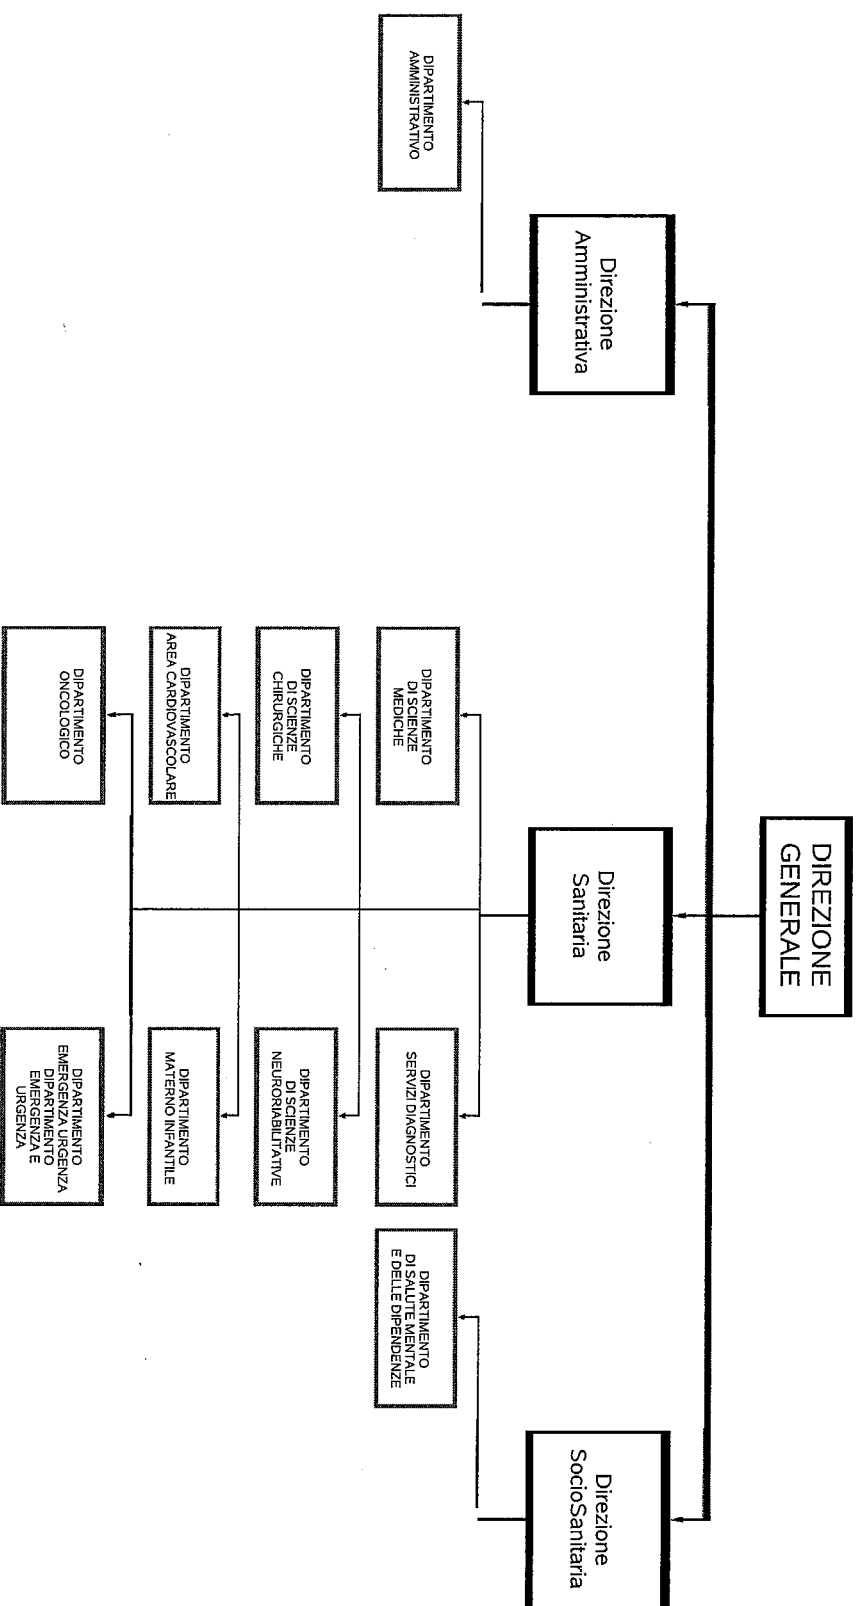 DIREZIONE
GENERALE
Direzione
Amministrativa
Direzione
Sanitaria
Direzione
SocioSanitaria
DIPARTIMENTO
AMMINISTRATIVO
DIPARTIMENTO
DI SCIENZE
MEDICHE
DIPARTIMENTO
SERVIZI DIAGNOSTICI
DIPARTIMENTO
DI SALUTE MENTALE
E DELLE DIPENDENZE
DIPARTIMENTO
DI SCIENZE
CHIRURGICHE
DIPARTIMENTO
DI SCIENZE
NEURORIABILITATIVE
DIPARTIMENTO
AREA CARDIOVASCOLARE
DIPARTIMENTO
MATERNO INFANTILE
DIPARTIMENTO
ONCOLOGICO
DIPARTIMENTO
EMERGENZA URGENZA
DIPARTIMENTO
EMERGENZA E
URGENZA